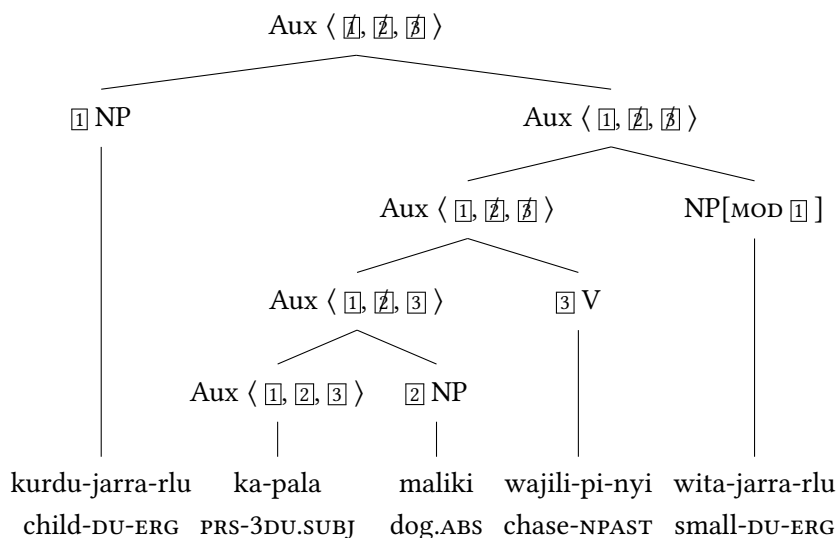 Aux ⟨ 1̸, 2̸, 3̸ ⟩
1 NP Aux ⟨ 1, 2̸, 3̸ ⟩
Aux ⟨ 1, 2̸, 3̸ ⟩ NP[MOD 1 ]
Aux ⟨ 1, 2̸, 3 ⟩ 3 V
Aux ⟨ 1, 2, 3 ⟩ 2 NP
kurdu-jarra-rlu ka-pala maliki wajili-pi-nyi wita-jarra-rlu
child-DU-ERG PRS-3DU.SUBJ dog.ABS chase-NPAST small-DU-ERG